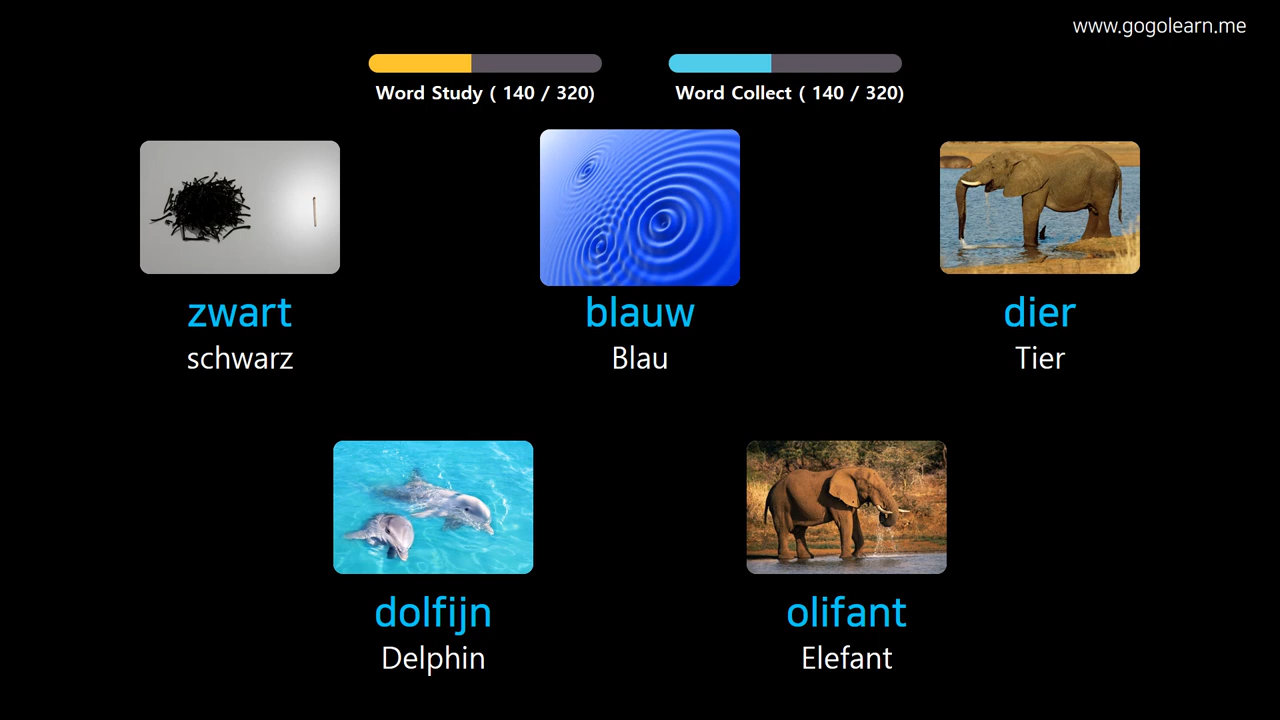 www.gogolearn.me
Word Study ( 140 / 320)
Word Collect ( 140 / 320)
zwart
schwarz
blauw
Blau
dier
Tier
dolfijn
Delphin
olifant
Elefant